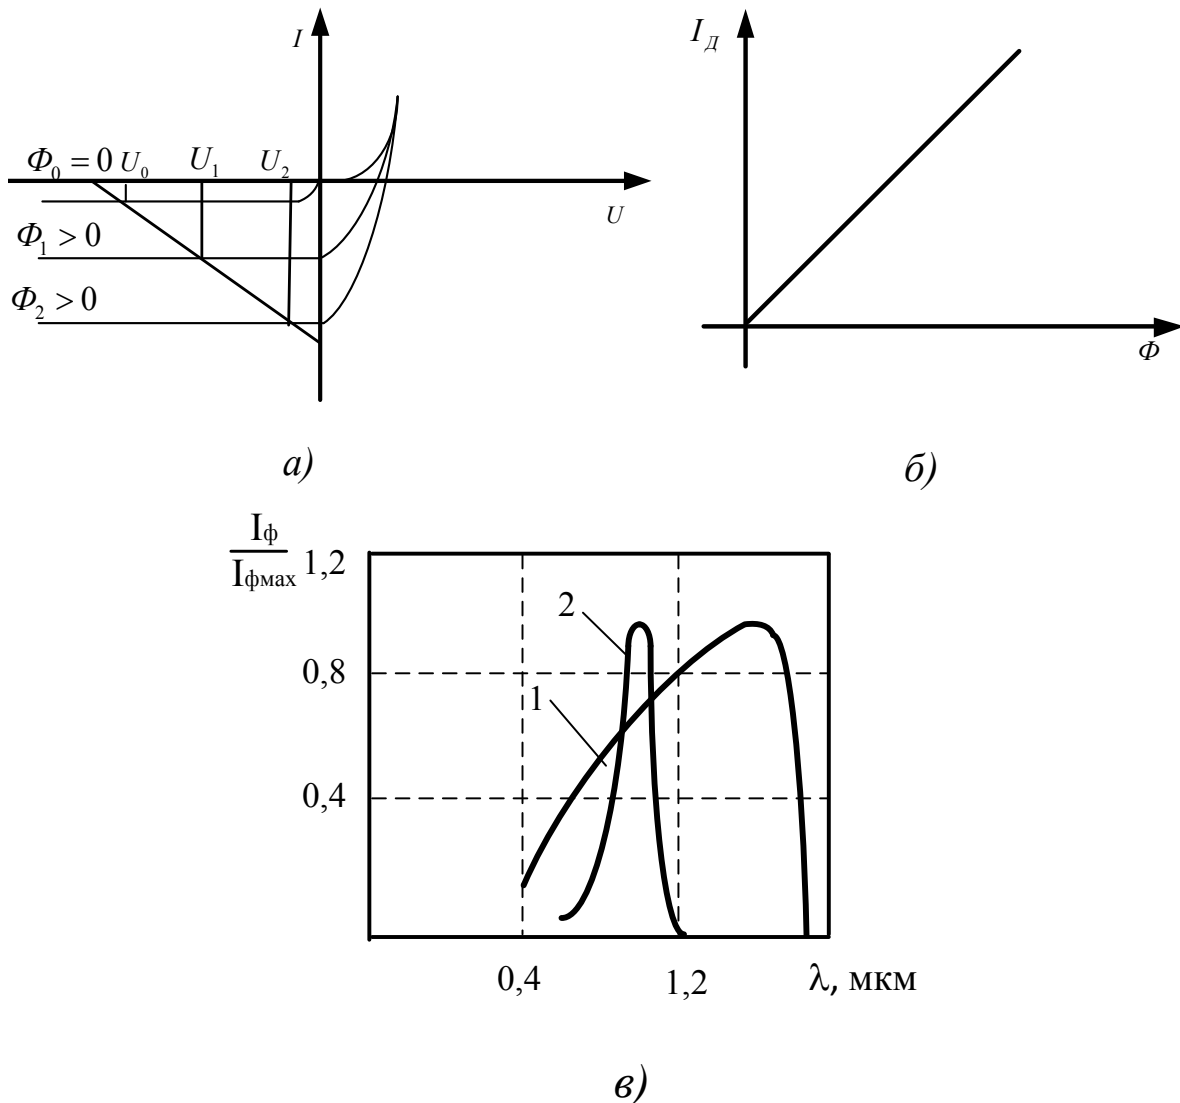 I
I_Д
Φ₀ = 0 U₀ U₁ U₂
U
Φ₁ > 0
Φ₂ > 0
Φ
а)
б)
Iф
Iфмах
1,2
2
0,8
1
0,4
0,4
1,2
λ, мкм
в)